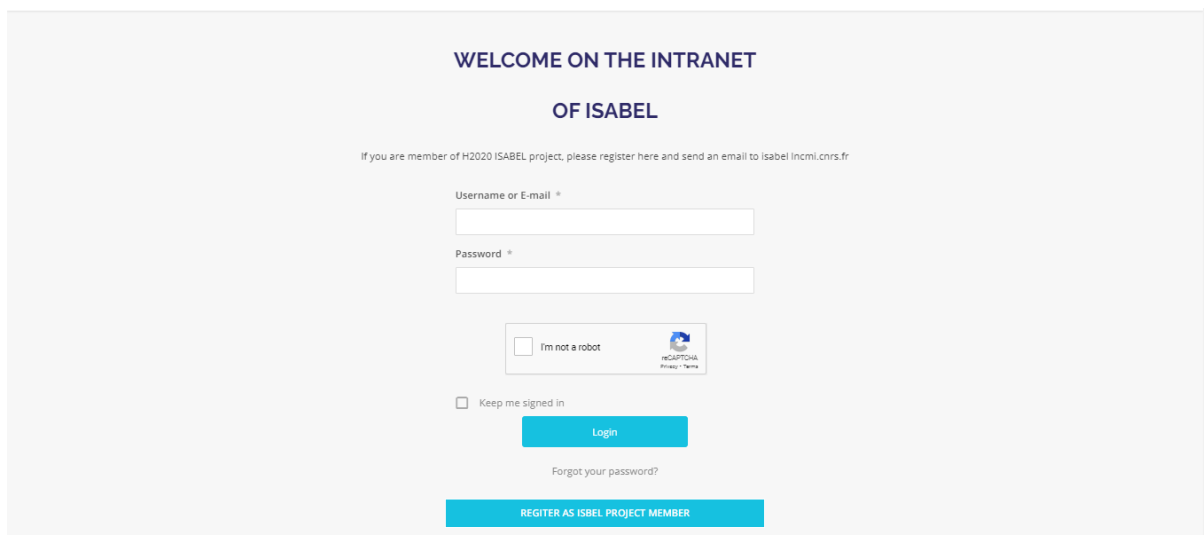 WELCOME ON THE INTRANET
OF ISABEL
If you are member of H2020 ISABEL project, please register here and send an email to isabel lncmi.cnrs.fr
Username or E-mail *
Password *
I'm not a robot
reCAPTCHA
Privacy - Terms
Keep me signed in
Login
Forgot your password?
REGITER AS ISBEL PROJECT MEMBER